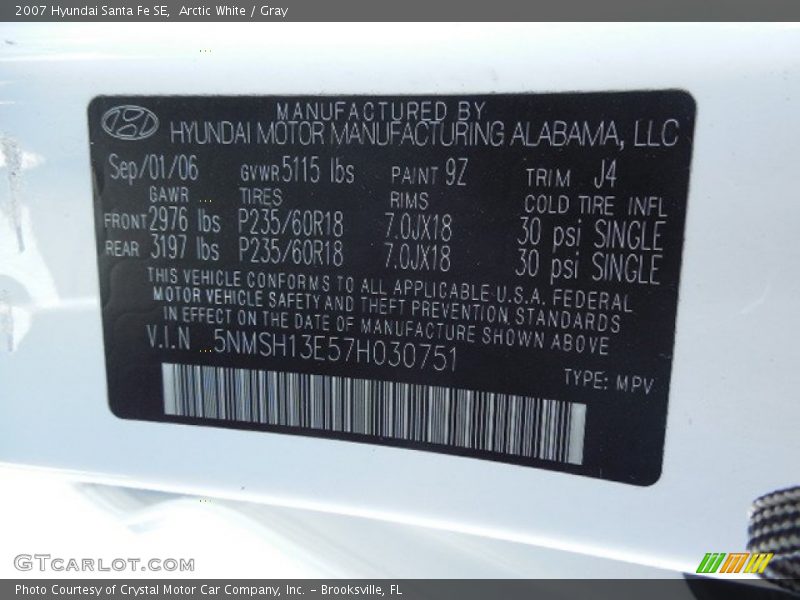 2007 Hyundai Santa Fe SE, Arctic White / Gray
MANUFACTURED BY
HYUNDAI MOTOR MANUFACTURING ALABAMA, LLC
Sep/01/06 GVWR 5115 lbs PAINT 9Z TRIM J4
GAWR TIRES RIMS COLD TIRE INFL
FRONT 2976 lbs P235/60R18 7.0JX18 30 psi SINGLE
REAR 3197 lbs P235/60R18 7.0JX18 30 psi SINGLE
THIS VEHICLE CONFORMS TO ALL APPLICABLE U.S.A. FEDERAL
MOTOR VEHICLE SAFETY AND THEFT PREVENTION STANDARDS
IN EFFECT ON THE DATE OF MANUFACTURE SHOWN ABOVE
V.I.N 5NMSH13E57H030751
TYPE: MPV
GTCARLOT.COM
Photo Courtesy of Crystal Motor Car Company, Inc. – Brooksville, FL